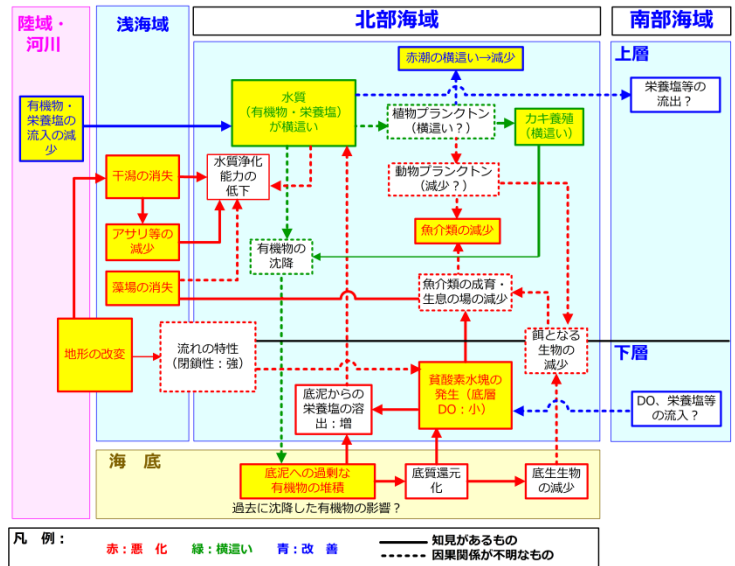 陸域・
河川
浅海域
北部海域
南部海域
上層
赤潮の横這い→減少
水質
（有機物・栄養塩）
が横這い
栄養塩等の
流出？
有機物・
栄養塩の
流入の減
少
植物プランクトン
（横這い？）
カキ養殖
（横這い）
干潟の消失
水質浄化
能力の
低下
動物プランクトン
（減少？）
アサリ等の
減少
魚介類の減少
有機物の
沈降
藻場の消失
魚介類の成育・
生息の場の減少
地形の改変
流れの特性
（閉鎖性：強）
餌となる
生物の
減少
下層
貧酸素水塊の
発生（底層
DO：小）
底泥からの
栄養塩の溶
出：増
DO、栄養塩等
の流入？
海　底
底泥への過剰な
有機物の堆積
底質還元
化
底生生物
の減少
過去に沈降した有機物の影響？
凡　例：
赤：悪　化
緑：横這い
青：改　善
知見があるもの
因果関係が不明なもの